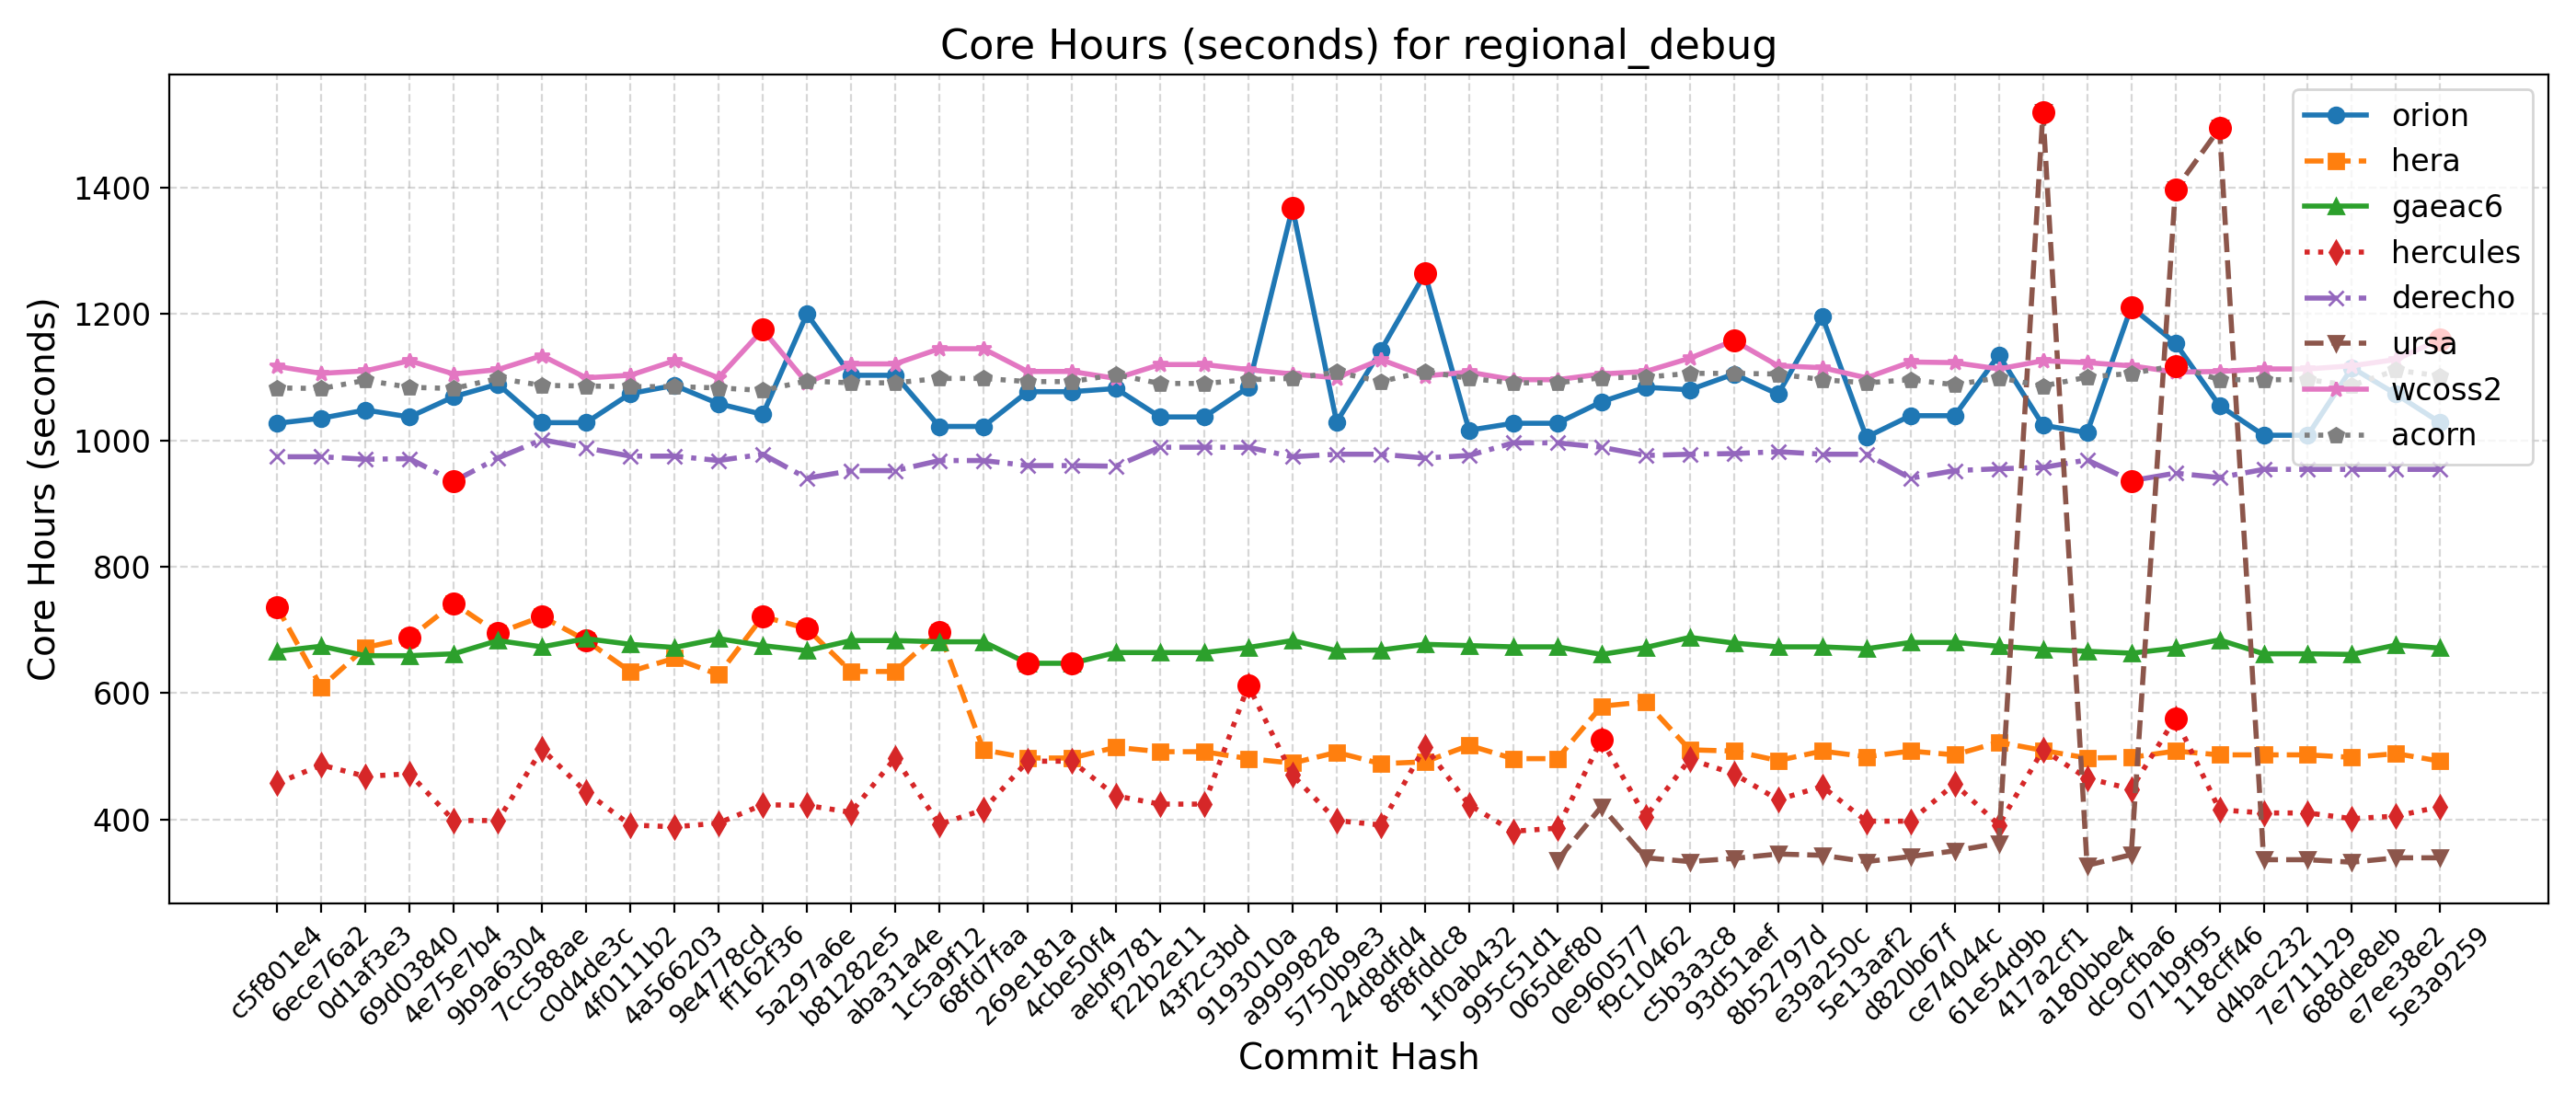 Core Hours (seconds) for regional_debug
Core Hours (seconds)
1400
1200
1000
800
600
400
orion
hera
gaeac6
hercules
derecho
ursa
wcoss2
acorn
c5f801e4
6ece76a2
0d1af3e3
69d03840
4e75e7b4
9b9a6304
7cc588ae
c0d4de3c
4f0111b2
4a566203
9e4778cd
ff162f36
5a297a6e
b81282e5
aba31a4e
1c5a9f12
68fd7faa
269e181a
4cbe50f4
aebf9781
f22b2e11
43f2c3bd
9193010a
a9999828
5750b9e3
24d8dfd4
8f8fddc8
1f0ab432
995c51d1
065def80
0e960577
f9c10462
c5b3a3c8
93d51aef
8b52797d
e39a250c
5e13aaf2
d820b67f
ce74044c
61e54d9b
417a2cf1
a180bbe4
dc9cfba6
071b9f95
118cff46
d4bac232
7e711129
688de8eb
e7ee38e2
5e3a9259
Commit Hash